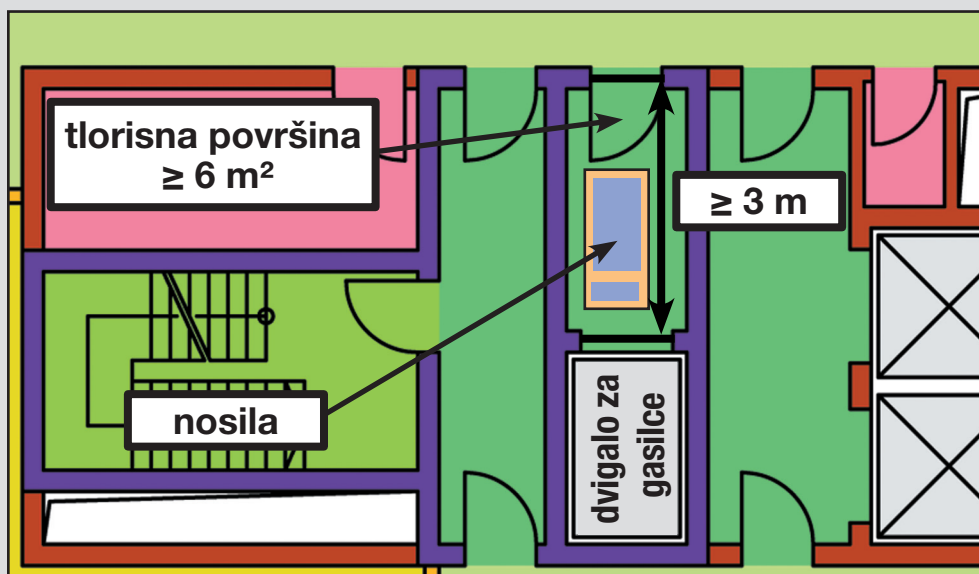 tlorisna površina
≥ 6 m²
≥ 3 m
nosila
dvigalo za
gasilce